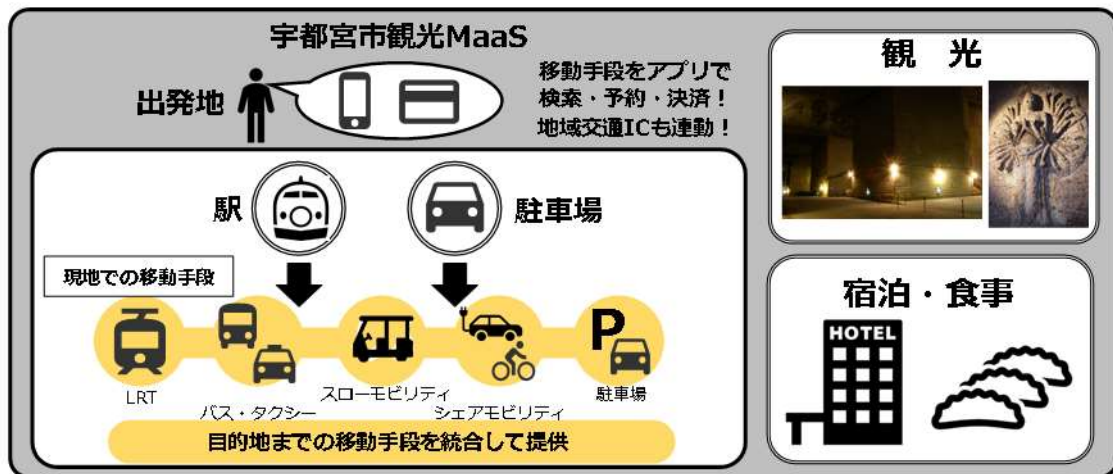 宇都宮市観光MaaS
出発地
移動手段をアプリで
検索・予約・決済！
地域交通ICも連動！
駅
駐車場
現地での移動手段
LRT
バス・タクシー
スローモビリティ
シェアモビリティ
P
駐車場
目的地までの移動手段を統合して提供
観　光
宿泊・食事
HOTEL